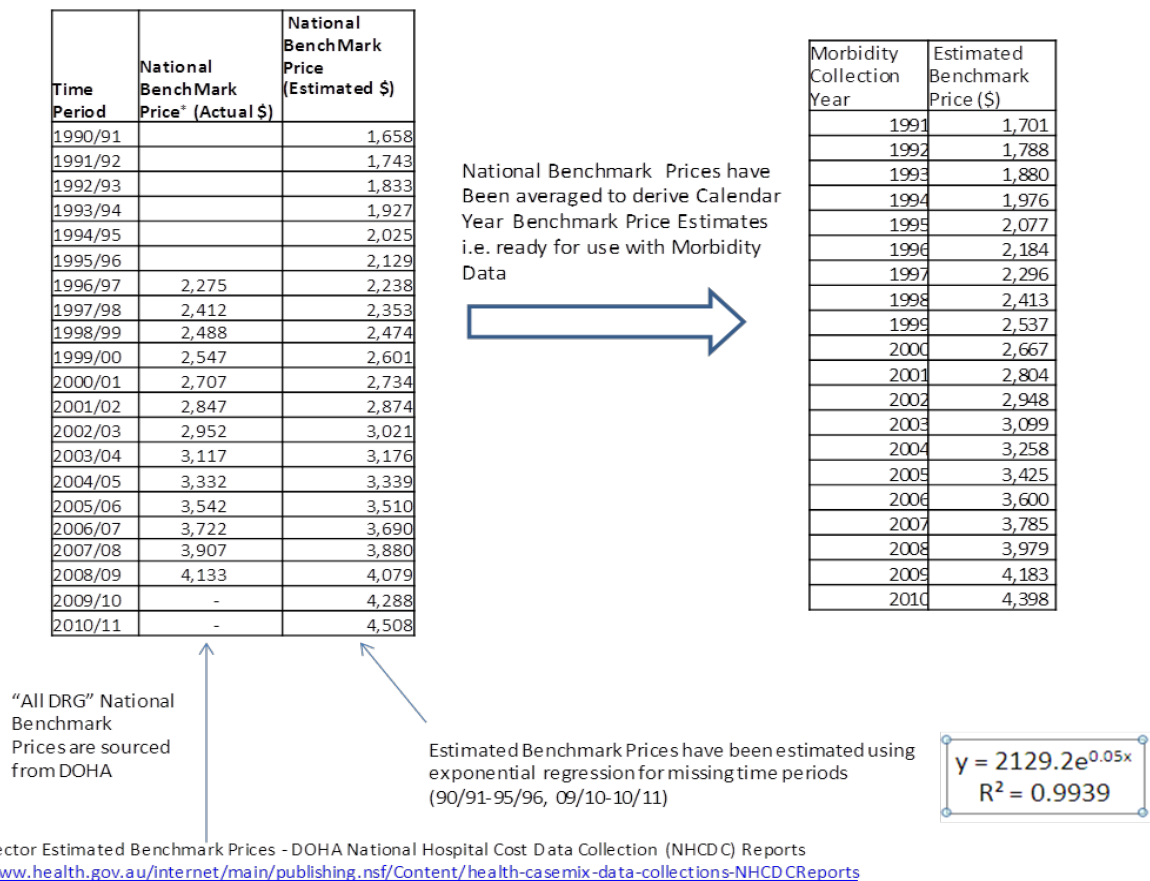 Time Period National BenchMark Price* (Actual $) National BenchMark Price (Estimated $)
1990/91 1,658
1991/92 1,743
1992/93 1,833
1993/94 1,927
1994/95 2,025
1995/96 2,129
1996/97 2,275 2,238
1997/98 2,412 2,353
1998/99 2,488 2,474
1999/00 2,547 2,601
2000/01 2,707 2,734
2001/02 2,847 2,874
2002/03 2,952 3,021
2003/04 3,117 3,176
2004/05 3,332 3,339
2005/06 3,542 3,510
2006/07 3,722 3,690
2007/08 3,907 3,880
2008/09 4,133 4,079
2009/10 - 4,288
2010/11 - 4,508
National Benchmark Prices have
Been averaged to derive Calendar
Year Benchmark Price Estimates
i.e. ready for use with Morbidity
Data
Morbidity Collection Year Estimated Benchmark Price ($)
1991 1,701
1992 1,788
1993 1,880
1994 1,976
1995 2,077
1996 2,184
1997 2,296
1998 2,413
1999 2,537
2000 2,667
2001 2,804
2002 2,948
2003 3,099
2004 3,258
2005 3,425
2006 3,600
2007 3,785
2008 3,979
2009 4,183
2010 4,398
“All DRG” National
Benchmark
Prices are sourced
from DOHA
Estimated Benchmark Prices have been estimated using
exponential regression for missing time periods
(90/91-95/96, 09/10-10/11)
y = 2129.2e^0.05x
R² = 0.9939
ector Estimated Benchmark Prices - DOHA National Hospital Cost Data Collection (NHCDC) Reports
ww.health.gov.au/internet/main/publishing.nsf/Content/health-casemix-data-collections-NHCDCReports